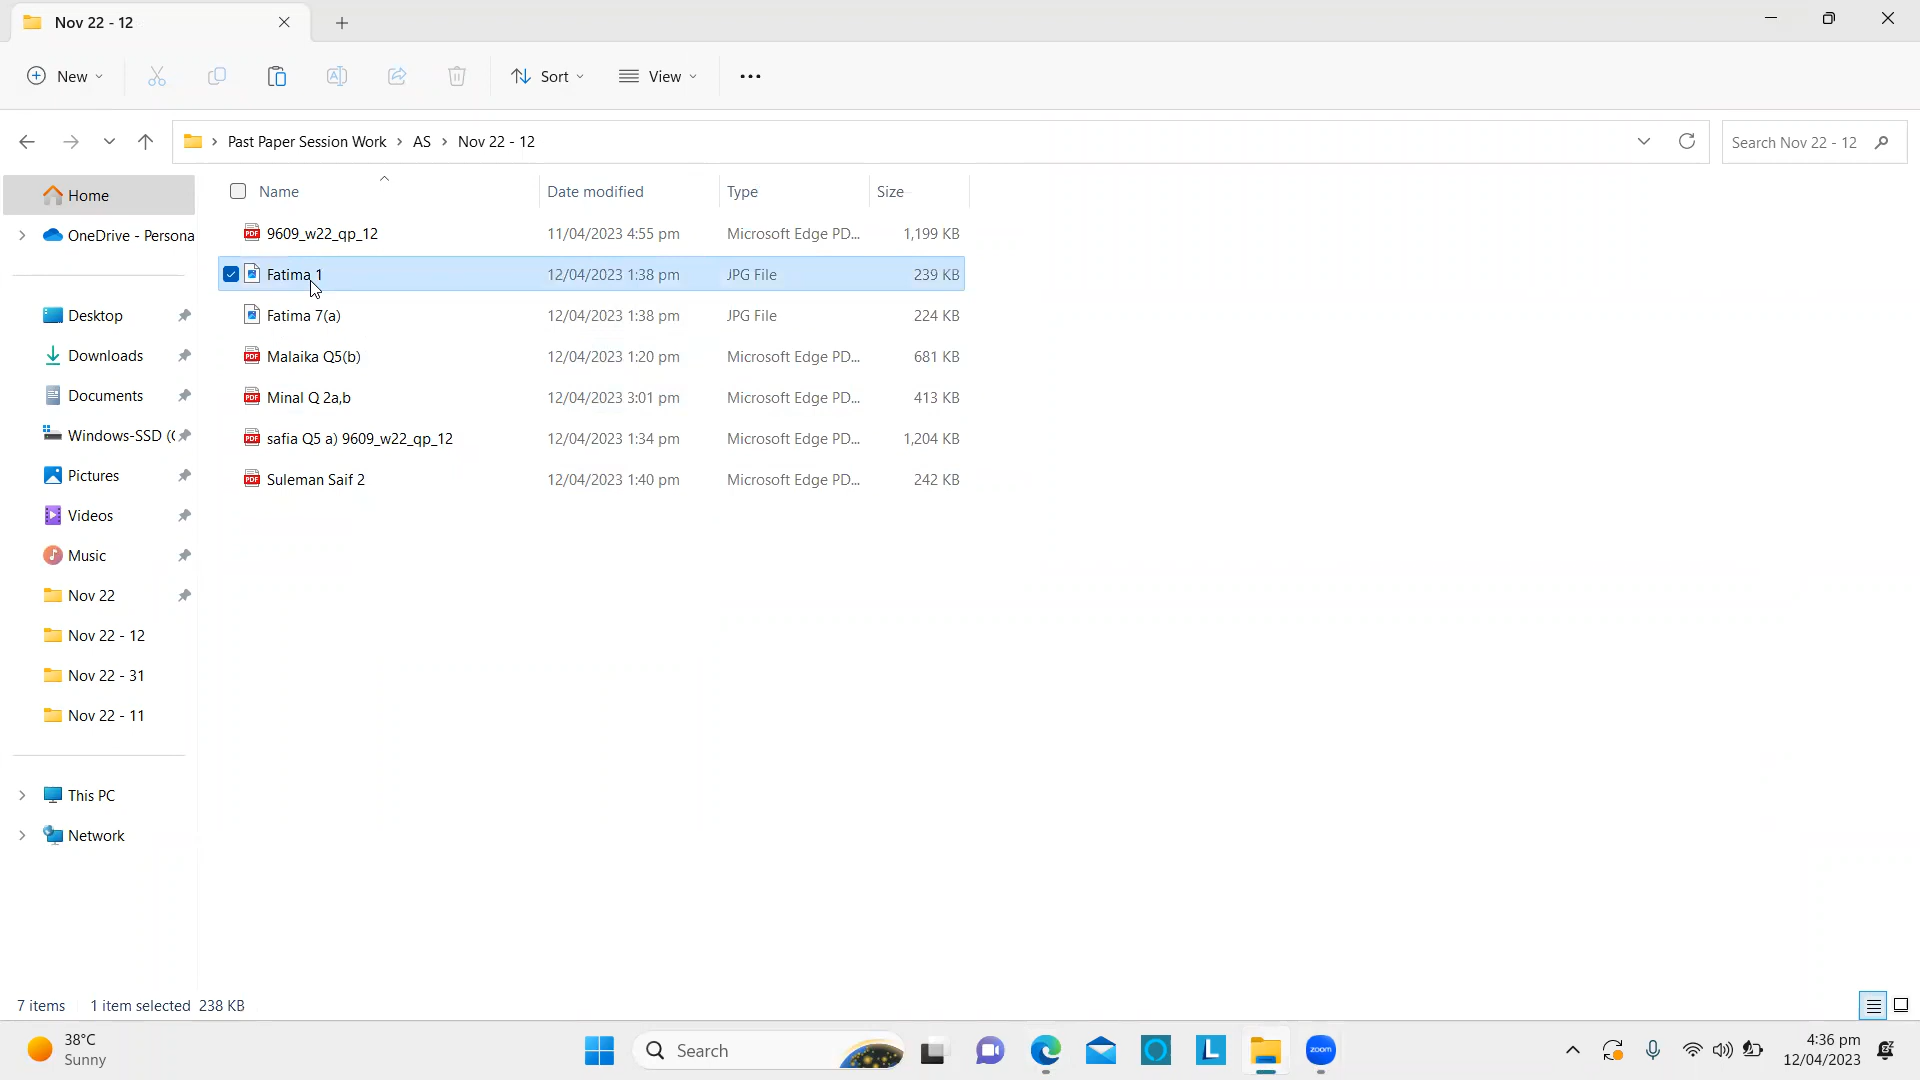 Nov 22 - 12
New
Sort
View
Past Paper Session Work > AS > Nov 22 - 12
Search Nov 22 - 12
Home
OneDrive - Persona
Desktop
Downloads
Documents
Windows-SSD (C
Pictures
Videos
Music
Nov 22
Nov 22 - 12
Nov 22 - 31
Nov 22 - 11
This PC
Network
Name Date modified Type Size
9609_w22_qp_12 11/04/2023 4:55 pm Microsoft Edge PD... 1,199 KB
Fatima 1 12/04/2023 1:38 pm JPG File 239 KB
Fatima 7(a) 12/04/2023 1:38 pm JPG File 224 KB
Malaika Q5(b) 12/04/2023 1:20 pm Microsoft Edge PD... 681 KB
Minal Q 2a,b 12/04/2023 3:01 pm Microsoft Edge PD... 413 KB
safia Q5 a) 9609_w22_qp_12 12/04/2023 1:34 pm Microsoft Edge PD... 1,204 KB
Suleman Saif 2 12/04/2023 1:40 pm Microsoft Edge PD... 242 KB
7 items 1 item selected 238 KB
38°C
Sunny
Search
L
zoom
4:36 pm
12/04/2023